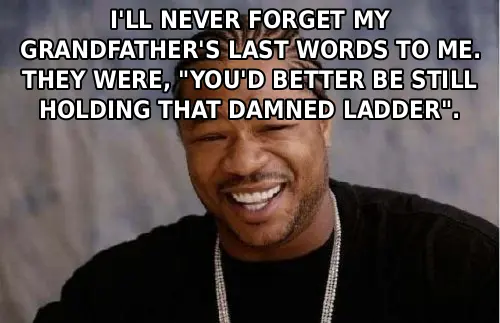 I'LL NEVER FORGET MY
GRANDFATHER'S LAST WORDS TO ME.
THEY WERE, "YOU'D BETTER BE STILL
HOLDING THAT DAMNED LADDER".